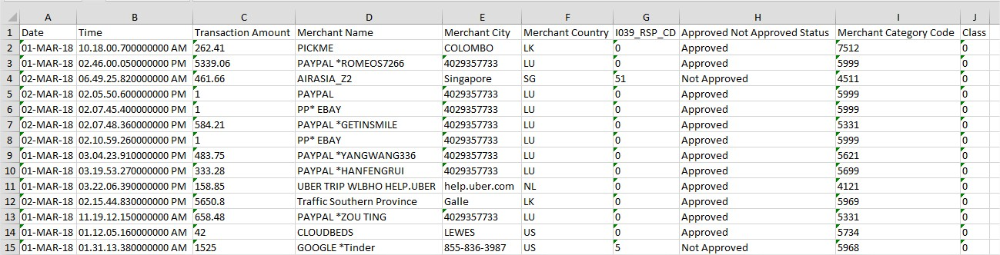 A B C D E F G H I J
1 Date Time Transaction Amount Merchant Name Merchant City Merchant Country I039_RSP_CD Approved Not Approved Status Merchant Category Code Class
2 01-MAR-18 10.18.00.700000000 AM 262.41 PICKME COLOMBO LK 0 Approved 7512 0
3 01-MAR-18 02.46.00.050000000 PM 5339.06 PAYPAL *ROMEOS7266 4029357733 LU 0 Approved 5999 0
4 02-MAR-18 06.49.25.820000000 AM 461.66 AIRASIA_Z2 Singapore SG 51 Not Approved 4511 0
5 02-MAR-18 02.05.50.600000000 PM 1 PAYPAL 4029357733 LU 0 Approved 5999 0
6 02-MAR-18 02.07.45.400000000 PM 1 PP* EBAY 4029357733 LU 0 Approved 5999 0
7 02-MAR-18 02.07.48.360000000 PM 584.21 PAYPAL *GETINSMILE 4029357733 LU 0 Approved 5331 0
8 02-MAR-18 02.10.59.260000000 PM 1 PP* EBAY 4029357733 LU 0 Approved 5999 0
9 01-MAR-18 03.04.23.910000000 PM 483.75 PAYPAL *YANGWANG336 4029357733 LU 0 Approved 5621 0
10 01-MAR-18 03.19.53.270000000 PM 333.28 PAYPAL *HANFENGRUI 4029357733 LU 0 Approved 5699 0
11 01-MAR-18 03.22.06.390000000 PM 158.85 UBER TRIP WLBHO HELP.UBER help.uber.com NL 0 Approved 4121 0
12 02-MAR-18 02.15.44.830000000 PM 5650.8 Traffic Southern Province Galle LK 0 Approved 5969 0
13 01-MAR-18 11.19.12.150000000 AM 658.48 PAYPAL *ZOU TING 4029357733 LU 0 Approved 5331 0
14 01-MAR-18 01.12.05.160000000 AM 42 CLOUDBEDS LEWES US 0 Approved 5734 0
15 01-MAR-18 01.31.13.380000000 AM 1525 GOOGLE *Tinder 855-836-3987 US 5 Not Approved 5968 0